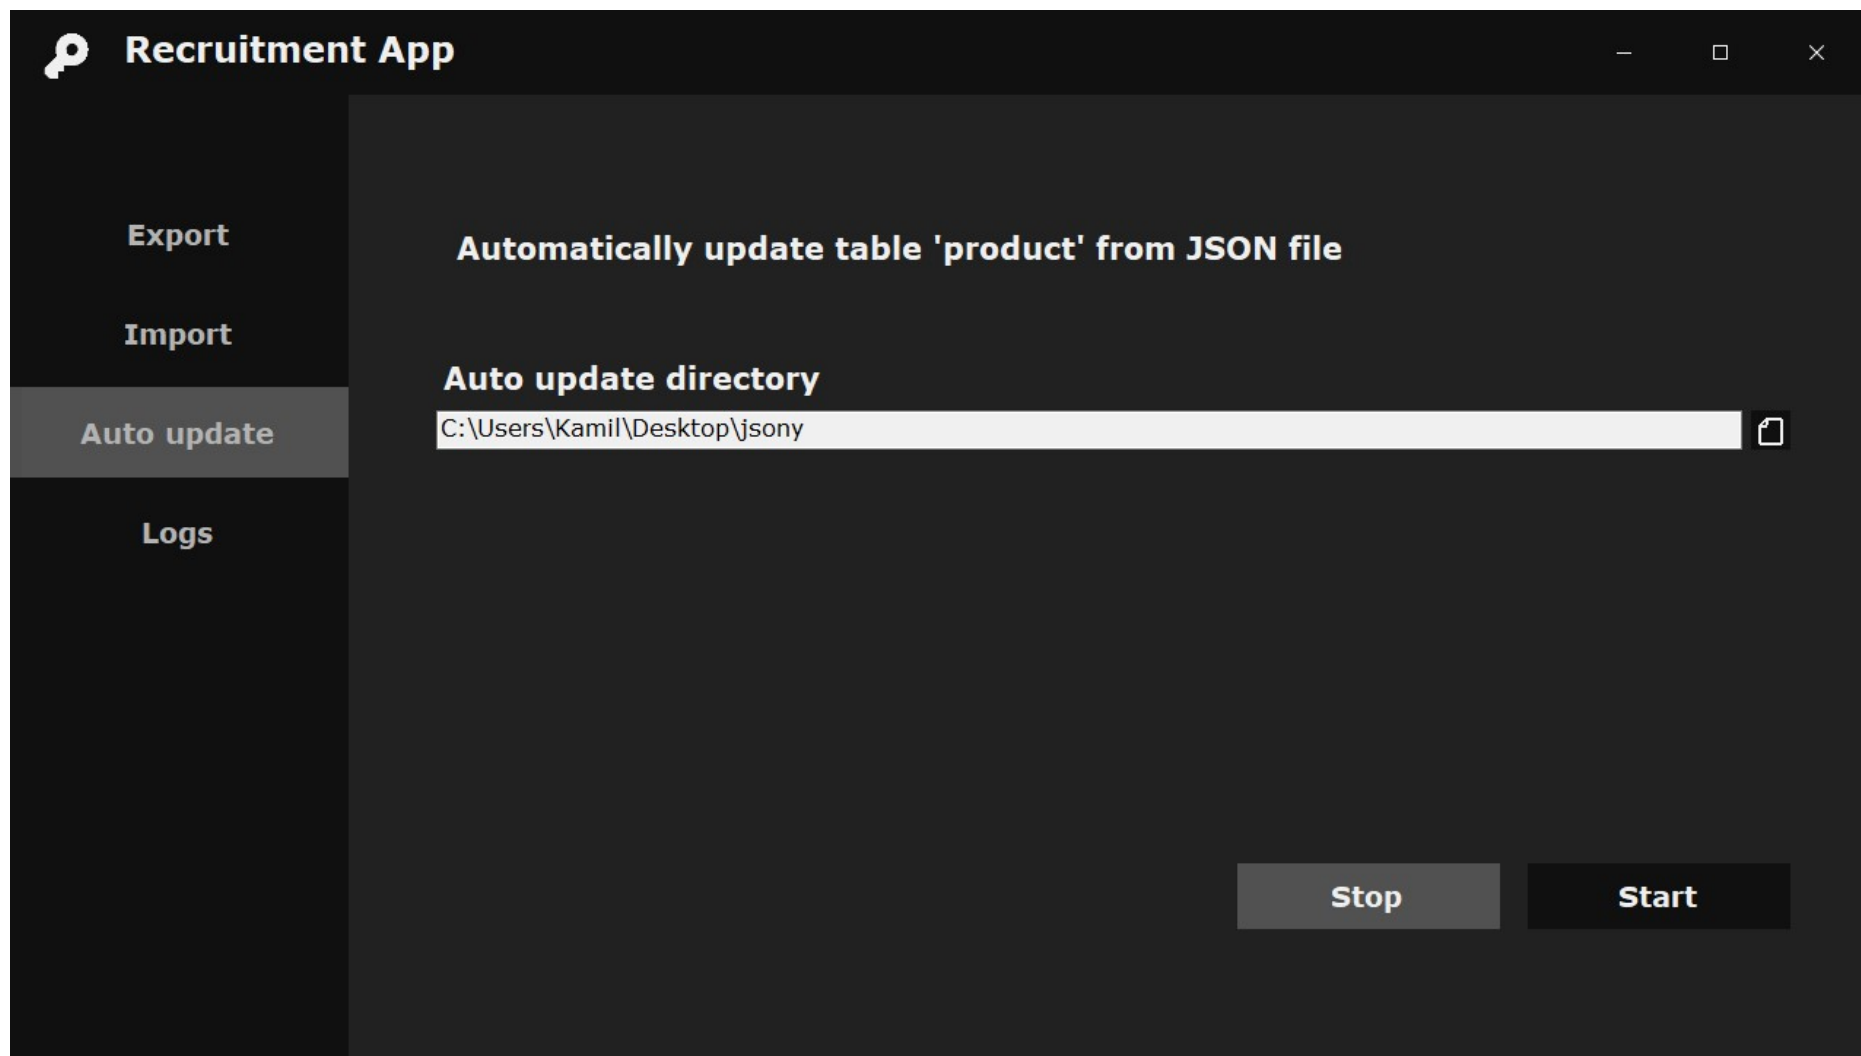 Recruitment App
Export
Import
Auto update
Logs
Automatically update table 'product' from JSON file
Auto update directory
C:\Users\Kamil\Desktop\jsony
Stop
Start